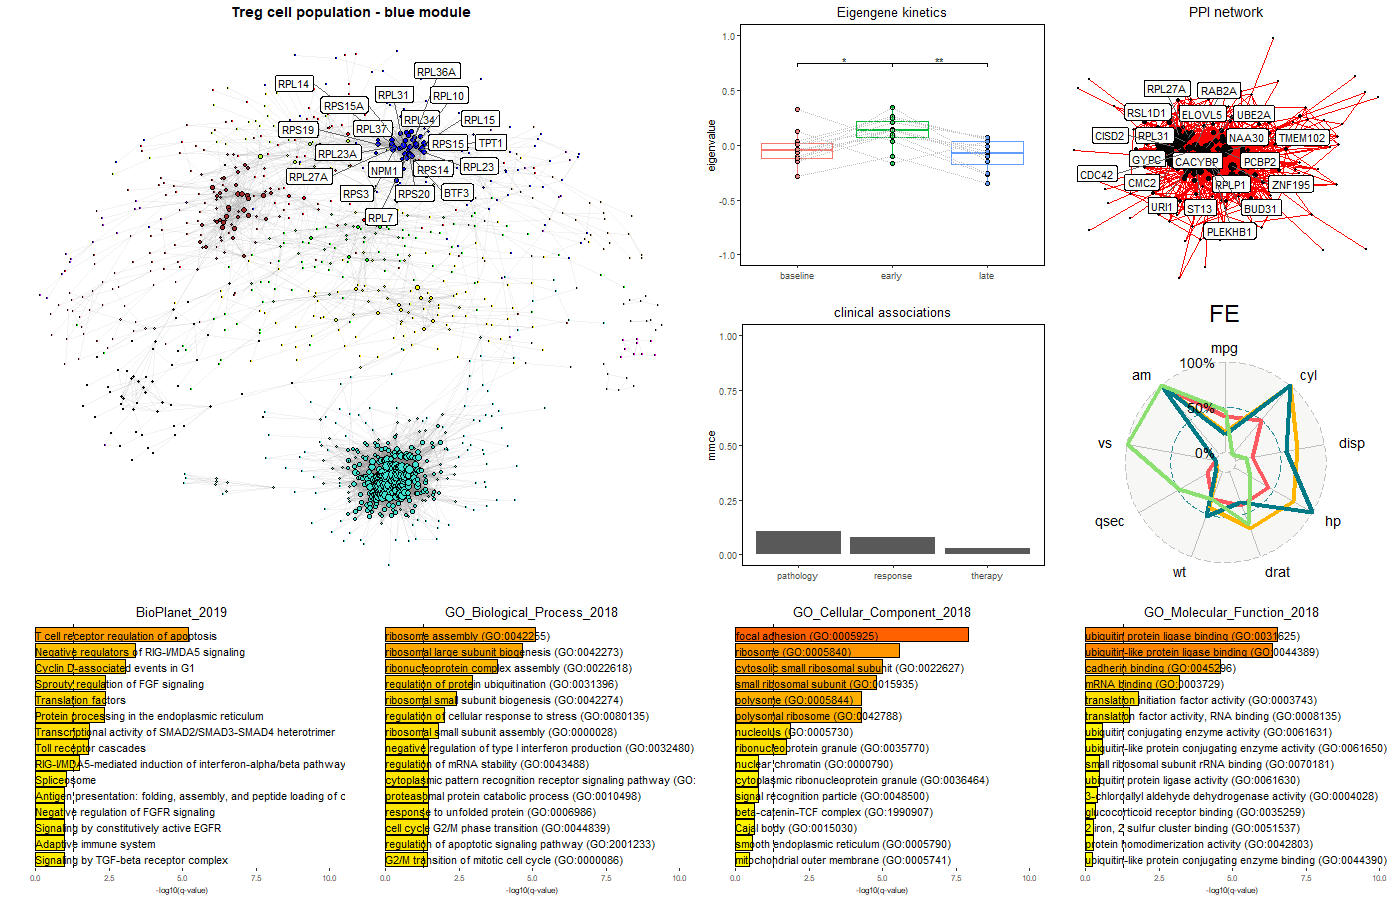 Treg cell population - blue module
RPL36A
RPL14
RPL31
RPL10
RPS15A
RPL34
RPL15
RPS19
RPL37
RPS15
TPT1
RPL23A
RPL23
RPL27A
NPM1
RPS14
RPS3
RPS20
BTF3
RPL7
Eigengene kinetics
eigenvalue
1.0
0.5
0.0
-0.5
-1.0
*
**
baseline
early
late
PPI network
RPL27A
RAB2A
RSL1D1
ELOVL5
UBE2A
CISD2
RPL31
NAA30
TMEM102
GYPC
CACYBP
PCBP2
CDC42
CMC2
RPLP1
ZNF195
URI1
ST13
BUD31
PLEKHB1
clinical associations
mmce
1.00
0.75
0.50
0.25
0.00
pathology
response
therapy
FE
mpg
100%
am
cyl
50%
vs
disp
0%
qsec
hp
wt
drat
BioPlanet_2019
T cell receptor regulation of apoptosis
Negative regulators of RIG-I/MDA5 signaling
Cyclin D-associated events in G1
Sprouty regulation of FGF signaling
Translation factors
Protein processing in the endoplasmic reticulum
Transcriptional activity of SMAD2/SMAD3-SMAD4 heterotrimer
Toll receptor cascades
RIG-I/MDA5-mediated induction of interferon-alpha/beta pathway
Spliceosome
Antigen presentation: folding, assembly, and peptide loading of c
Negative regulation of FGFR signaling
Signaling by constitutively active EGFR
Adaptive immune system
Signaling by TGF-beta receptor complex
0.0
2.5
5.0
7.5
10.0
-log10(q-value)
GO_Biological_Process_2018
ribosome assembly (GO:0042255)
ribosomal large subunit biogenesis (GO:0042273)
ribonucleoprotein complex assembly (GO:0022618)
regulation of protein ubiquitination (GO:0031396)
ribosomal small subunit biogenesis (GO:0042274)
regulation of cellular response to stress (GO:0080135)
ribosomal small subunit assembly (GO:0000028)
negative regulation of type I interferon production (GO:0032480)
regulation of mRNA stability (GO:0043488)
cytoplasmic pattern recognition receptor signaling pathway (GO:
proteasomal protein catabolic process (GO:0010498)
response to unfolded protein (GO:0006986)
cell cycle G2/M phase transition (GO:0044839)
regulation of apoptotic signaling pathway (GO:2001233)
G2/M transition of mitotic cell cycle (GO:0000086)
0.0
2.5
5.0
7.5
10.0
-log10(q-value)
GO_Cellular_Component_2018
focal adhesion (GO:0005925)
ribosome (GO:0005840)
cytosolic small ribosomal subunit (GO:0022627)
small ribosomal subunit (GO:0015935)
polysome (GO:0005844)
polysomal ribosome (GO:0042788)
nucleolus (GO:0005730)
ribonucleoprotein granule (GO:0035770)
nuclear chromatin (GO:0000790)
cytoplasmic ribonucleoprotein granule (GO:0036464)
signal recognition particle (GO:0048500)
beta-catenin-TCF complex (GO:1990907)
Cajal body (GO:0015030)
smooth endoplasmic reticulum (GO:0005790)
mitochondrial outer membrane (GO:0005741)
0.0
2.5
5.0
7.5
10.0
-log10(q-value)
GO_Molecular_Function_2018
ubiquitin protein ligase binding (GO:0031625)
ubiquitin-like protein ligase binding (GO:0044389)
cadherin binding (GO:0045296)
mRNA binding (GO:0003729)
translation initiation factor activity (GO:0003743)
translation factor activity, RNA binding (GO:0008135)
ubiquitin conjugating enzyme activity (GO:0061631)
ubiquitin-like protein conjugating enzyme activity (GO:0061650)
small ribosomal subunit rRNA binding (GO:0070181)
ubiquitin protein ligase activity (GO:0061630)
3-chloroallyl aldehyde dehydrogenase activity (GO:0004028)
glucocorticoid receptor binding (GO:0035259)
2 iron, 2 sulfur cluster binding (GO:0051537)
protein homodimerization activity (GO:0042803)
ubiquitin-like protein conjugating enzyme binding (GO:0044390)
0.0
2.5
5.0
7.5
10.0
-log10(q-value)